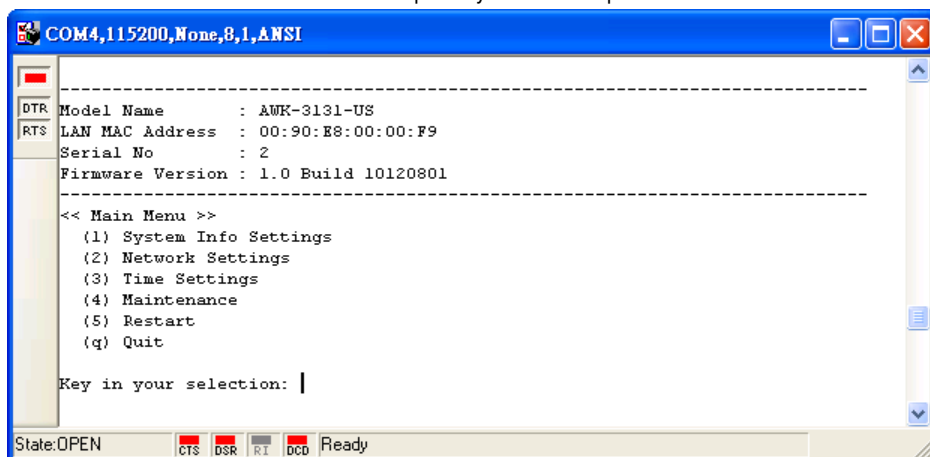 COM4,115200,None,8,1,ANSI
--------------------------------------------------------------------------
DTR
RTS
Model Name : AWK-3131-US
LAN MAC Address : 00:90:E8:00:00:F9
Serial No : 2
Firmware Version : 1.0 Build 10120801
--------------------------------------------------------------------------
<< Main Menu >>
(1) System Info Settings
(2) Network Settings
(3) Time Settings
(4) Maintenance
(5) Restart
(q) Quit
Key in your selection:
State:OPEN CTS DSR RI DCD Ready